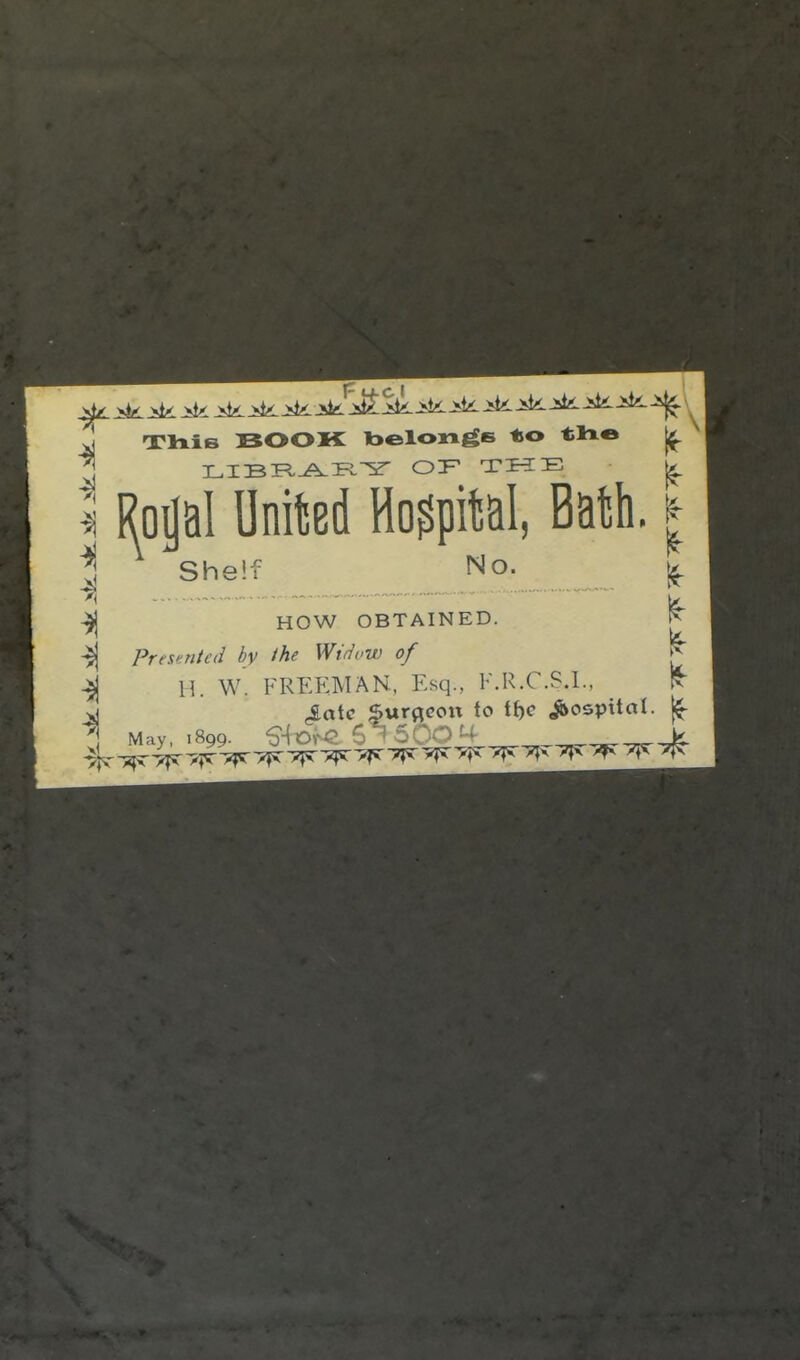 This BOOK belongs to the
LIBRARY OF THE
Royal United Hospital, Bath.
Shelf No.
HOW OBTAINED.
Presented by the Widow of
H. W. FREEMAN, Esq., F.R.C.S.I.,
Late Surgeon to the Hospital.
May, 1899. Store